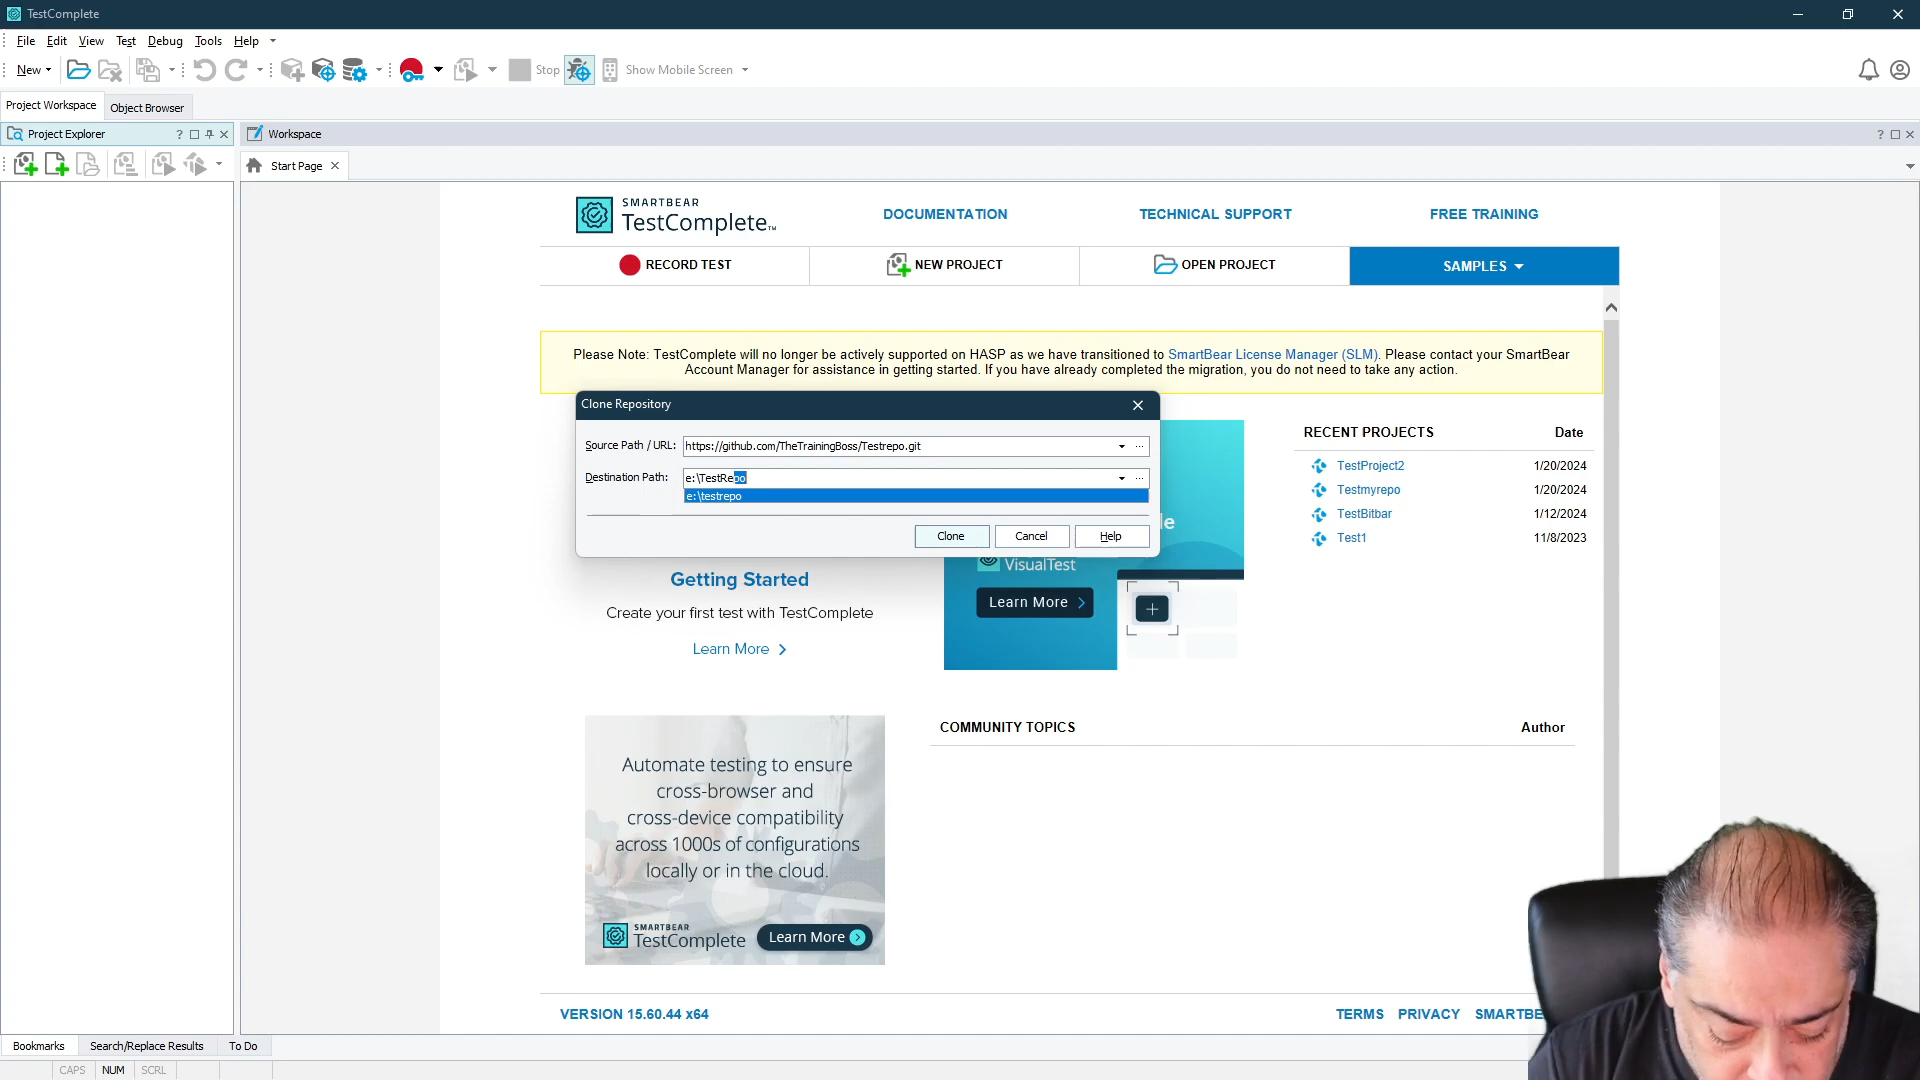 TestComplete
File Edit View Test Debug Tools Help
New Stop Show Mobile Screen
Project Workspace Object Browser
Project Explorer ? Workspace ?
Start Page
SMARTBEAR
TestComplete™
DOCUMENTATION TECHNICAL SUPPORT FREE TRAINING
RECORD TEST NEW PROJECT OPEN PROJECT SAMPLES
Please Note: TestComplete will no longer be actively supported on HASP as we have transitioned to SmartBear License Manager (SLM). Please contact your SmartBear
Account Manager for assistance in getting started. If you have already completed the migration, you do not need to take any action.
Clone Repository
Source Path / URL: https://github.com/TheTrainingBoss/Testrepo.git ...
Destination Path: e:\TestRepo ...
e:\testrepo
Clone Cancel Help
RECENT PROJECTS Date
TestProject2 1/20/2024
Testmyrepo 1/20/2024
TestBitbar 1/12/2024
Test1 11/8/2023
le
VisualTest
Learn More
Getting Started
Create your first test with TestComplete
Learn More
COMMUNITY TOPICS Author
Automate testing to ensure
cross-browser and
cross-device compatibility
across 1000s of configurations
locally or in the cloud.
SMARTBEAR
TestComplete Learn More
VERSION 15.60.44 x64 TERMS PRIVACY SMARTBE
Bookmarks Search/Replace Results To Do
CAPS NUM SCRL